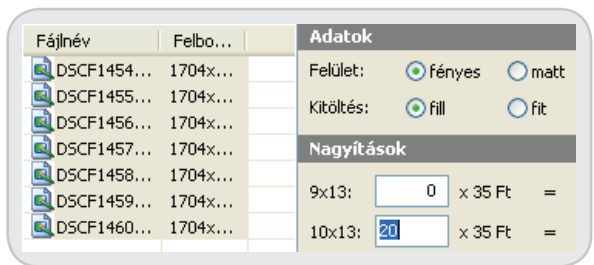 Fájlnév Felbo...
DSCF1454... 1704x...
DSCF1455... 1704x...
DSCF1456... 1704x...
DSCF1457... 1704x...
DSCF1458... 1704x...
DSCF1459... 1704x...
DSCF1460... 1704x...
Adatok
Felület: fényes matt
Kitöltés: fill fit
Nagyítások
9x13: 0 x 35 Ft =
10x13: 20 x 35 Ft =